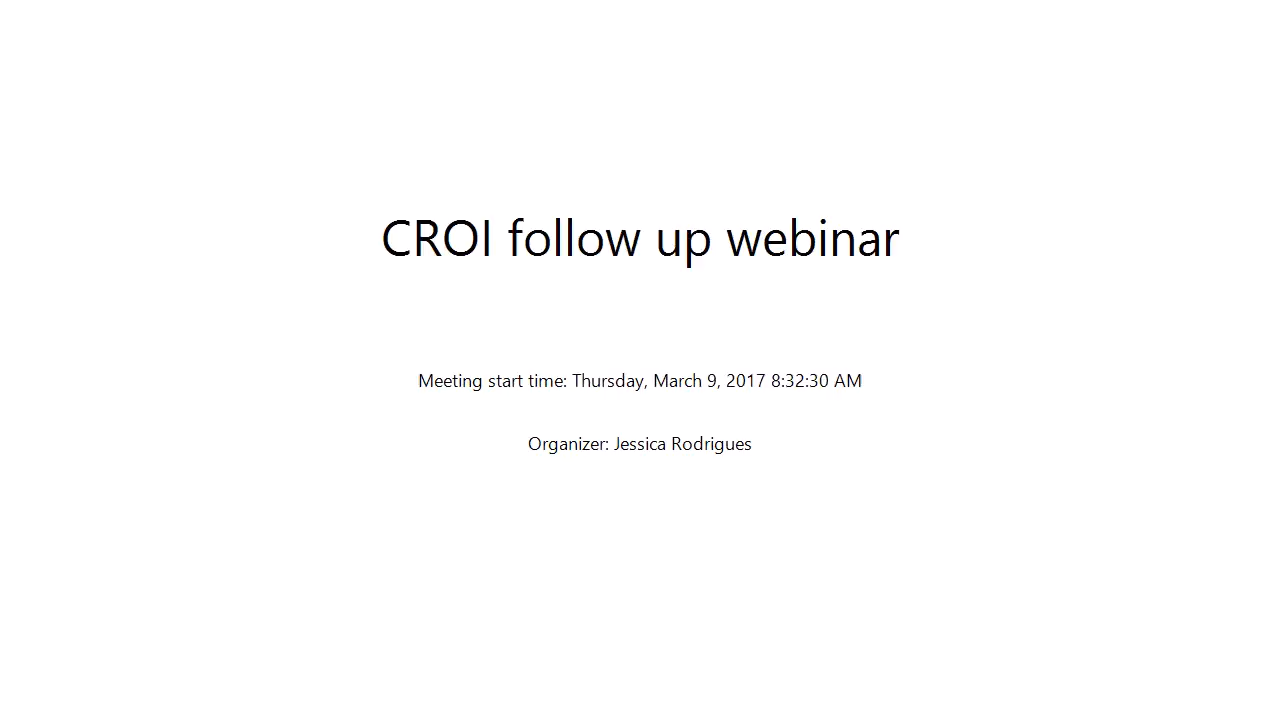 CROI follow up webinar
Meeting start time: Thursday, March 9, 2017 8:32:30 AM
Organizer: Jessica Rodrigues